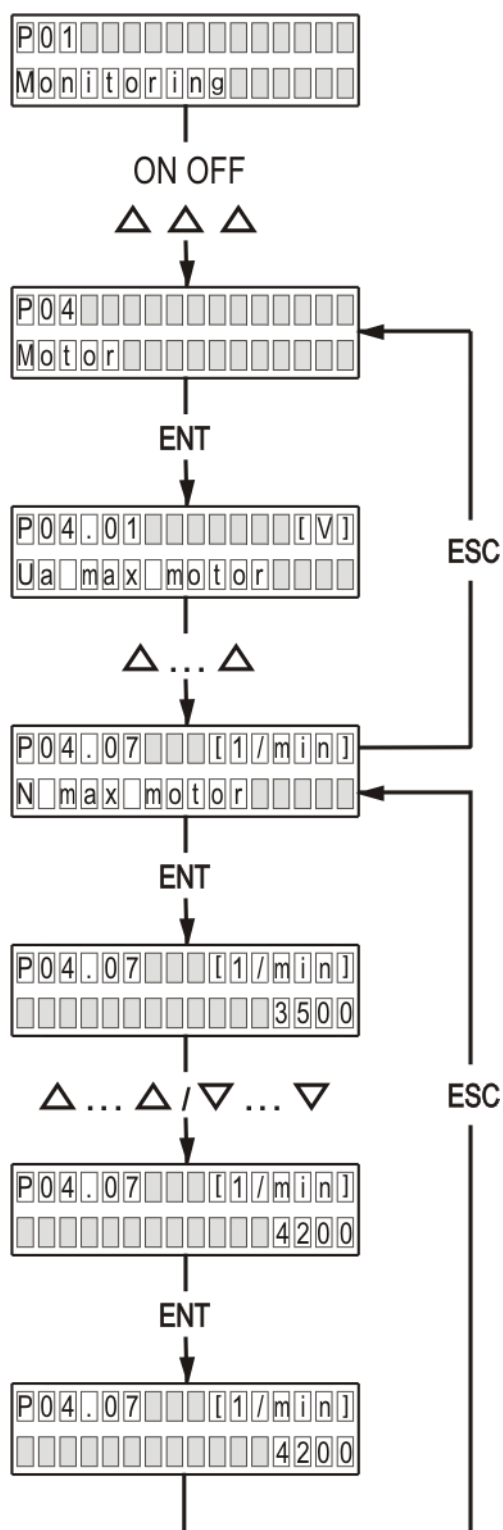 P01
Monitoring
ON OFF
△ △ △
P04
Motor
ENT
P04.01 [V]
Ua max motor
ESC
△ ... △
P04.07 [1/min]
N max motor
ENT
P04.07 [1/min]
3500
△ ... △ / ▽ ... ▽
ESC
P04.07 [1/min]
4200
ENT
P04.07 [1/min]
4200